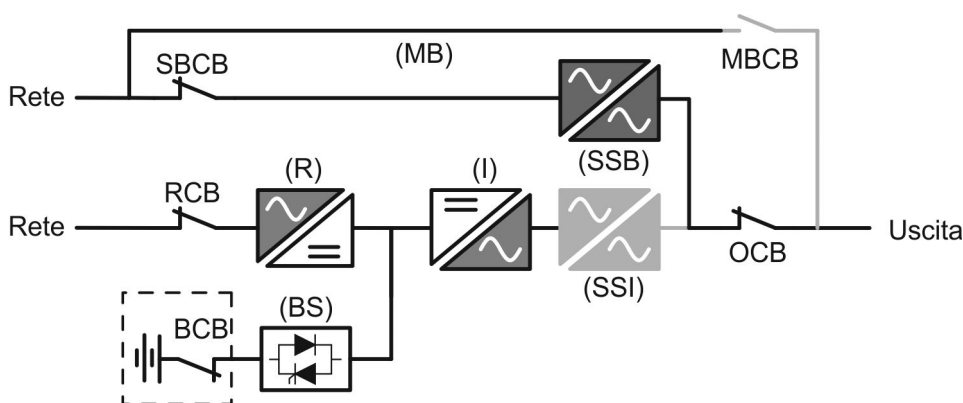 (MB)
MBCB
SBCB
Rete
(SSB)
(R)
(I)
RCB
Rete
Uscita
OCB
(SSI)
(BS)
BCB